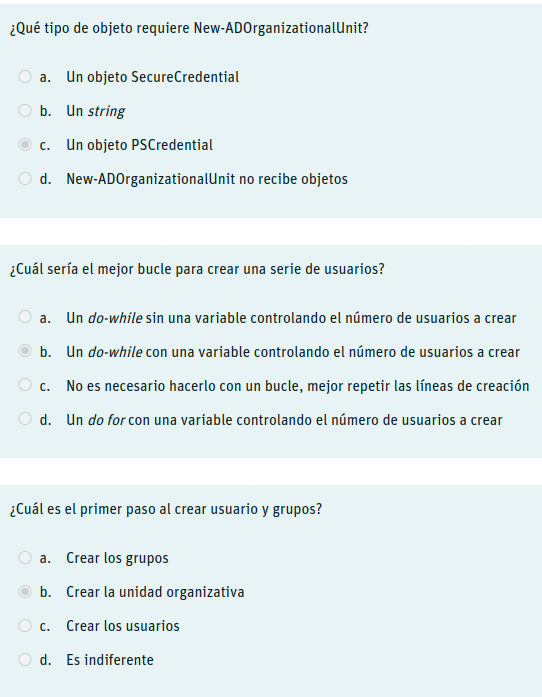 ¿Qué tipo de objeto requiere New-ADOrganizationalUnit?
a. Un objeto SecureCredential
b. Un string
c. Un objeto PSCredential
d. New-ADOrganizationalUnit no recibe objetos
¿Cuál sería el mejor bucle para crear una serie de usuarios?
a. Un do-while sin una variable controlando el número de usuarios a crear
b. Un do-while con una variable controlando el número de usuarios a crear
c. No es necesario hacerlo con un bucle, mejor repetir las líneas de creación
d. Un do for con una variable controlando el número de usuarios a crear
¿Cuál es el primer paso al crear usuario y grupos?
a. Crear los grupos
b. Crear la unidad organizativa
c. Crear los usuarios
d. Es indiferente